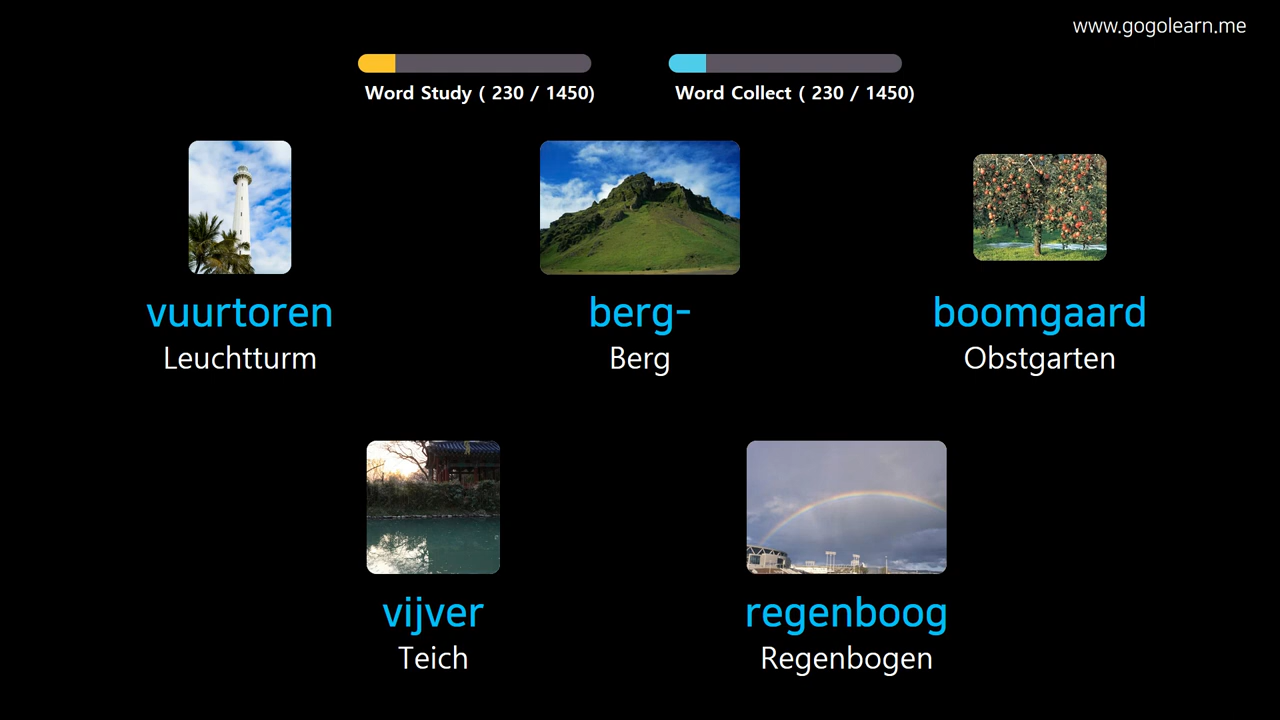 www.gogolearn.me
Word Study ( 230 / 1450)
Word Collect ( 230 / 1450)
vuurtoren
Leuchtturm
berg-
Berg
boomgaard
Obstgarten
vijver
Teich
regenboog
Regenbogen